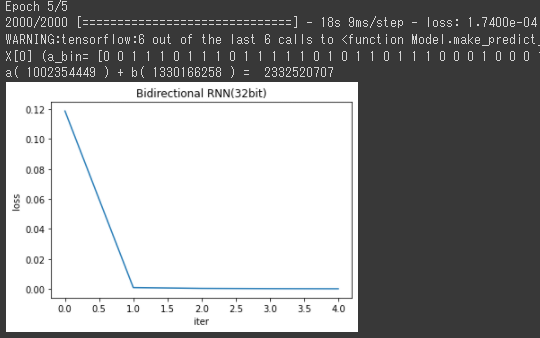 Epoch 5/5
2000/2000 [==============================] - 18s 9ms/step - loss: 1.7400e-04
WARNING:tensorflow:6 out of the last 6 calls to <function Model.make_predict_
X[0] (a_bin= [0 0 1 1 1 0 1 1 1 0 1 1 1 1 1 0 1 0 1 1 0 1 0 1 1 1 0 0 0 1 0 0 0 1
a( 1002354449 ) + b( 1330166258 ) = 2332520707
Bidirectional RNN(32bit)
0.12
0.10
0.08
0.06
0.04
0.02
0.00
loss
0.0 0.5 1.0 1.5 2.0 2.5 3.0 3.5 4.0
iter